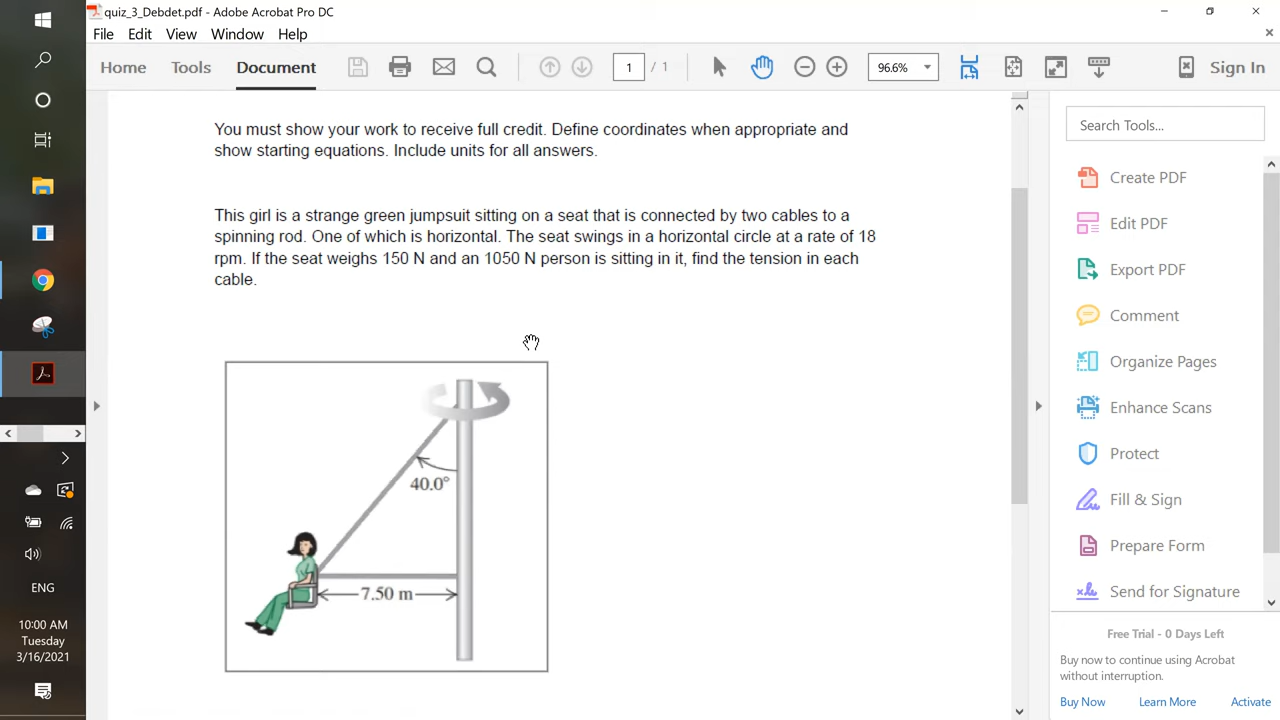 quiz_3_Debdet.pdf - Adobe Acrobat Pro DC
File Edit View Window Help
Home Tools Document 1 / 1 96.6% Sign In
You must show your work to receive full credit. Define coordinates when appropriate and
show starting equations. Include units for all answers.
This girl is a strange green jumpsuit sitting on a seat that is connected by two cables to a
spinning rod. One of which is horizontal. The seat swings in a horizontal circle at a rate of 18
rpm. If the seat weighs 150 N and an 1050 N person is sitting in it, find the tension in each
cable.
40.0°
7.50 m
Search Tools...
Create PDF
Edit PDF
Export PDF
Comment
Organize Pages
Enhance Scans
Protect
Fill & Sign
Prepare Form
Send for Signature
Free Trial - 0 Days Left
Buy now to continue using Acrobat
without interruption.
Buy Now Learn More Activate
ENG
10:00 AM
Tuesday
3/16/2021